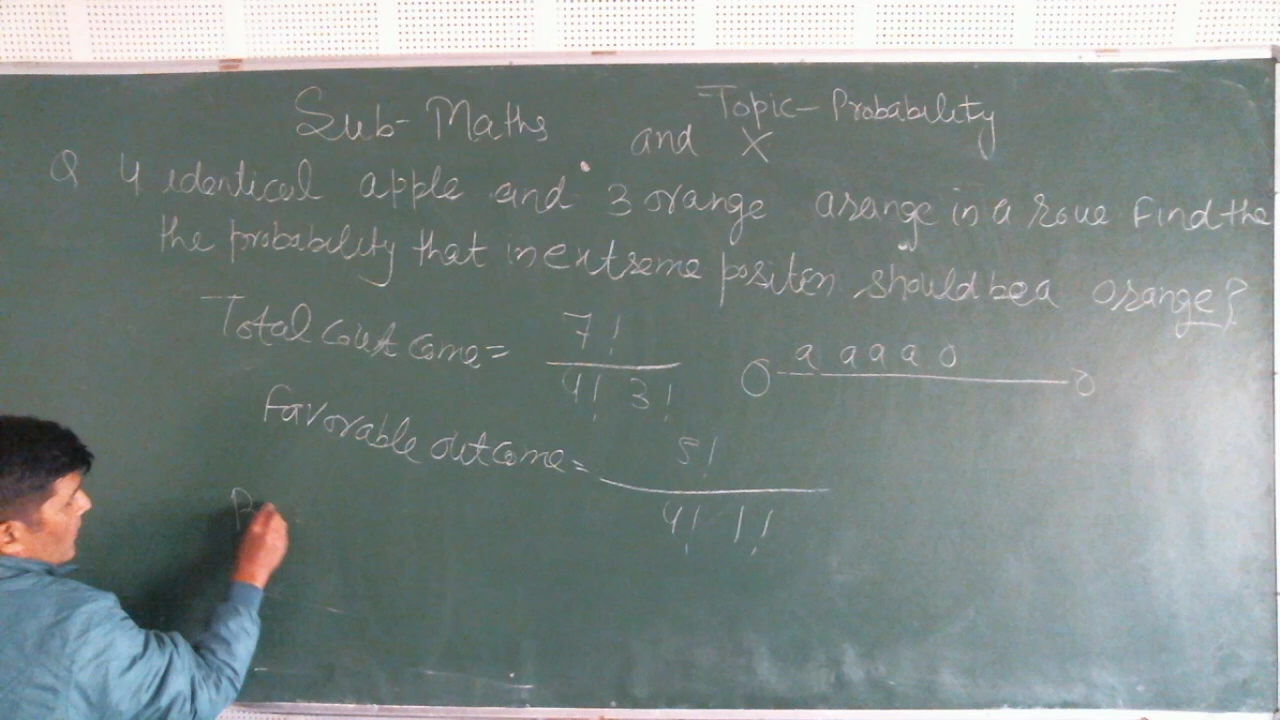 Sub-Maths and X Topic-Probability
Q 4 identical apple and 3 orange arange in a roue Find the
the probability that in extreme positon should be a orange?
Total outcome = 7! / 4! 3!
O a a a a o o
Favorable outcome = 5! / 4! 1!
P